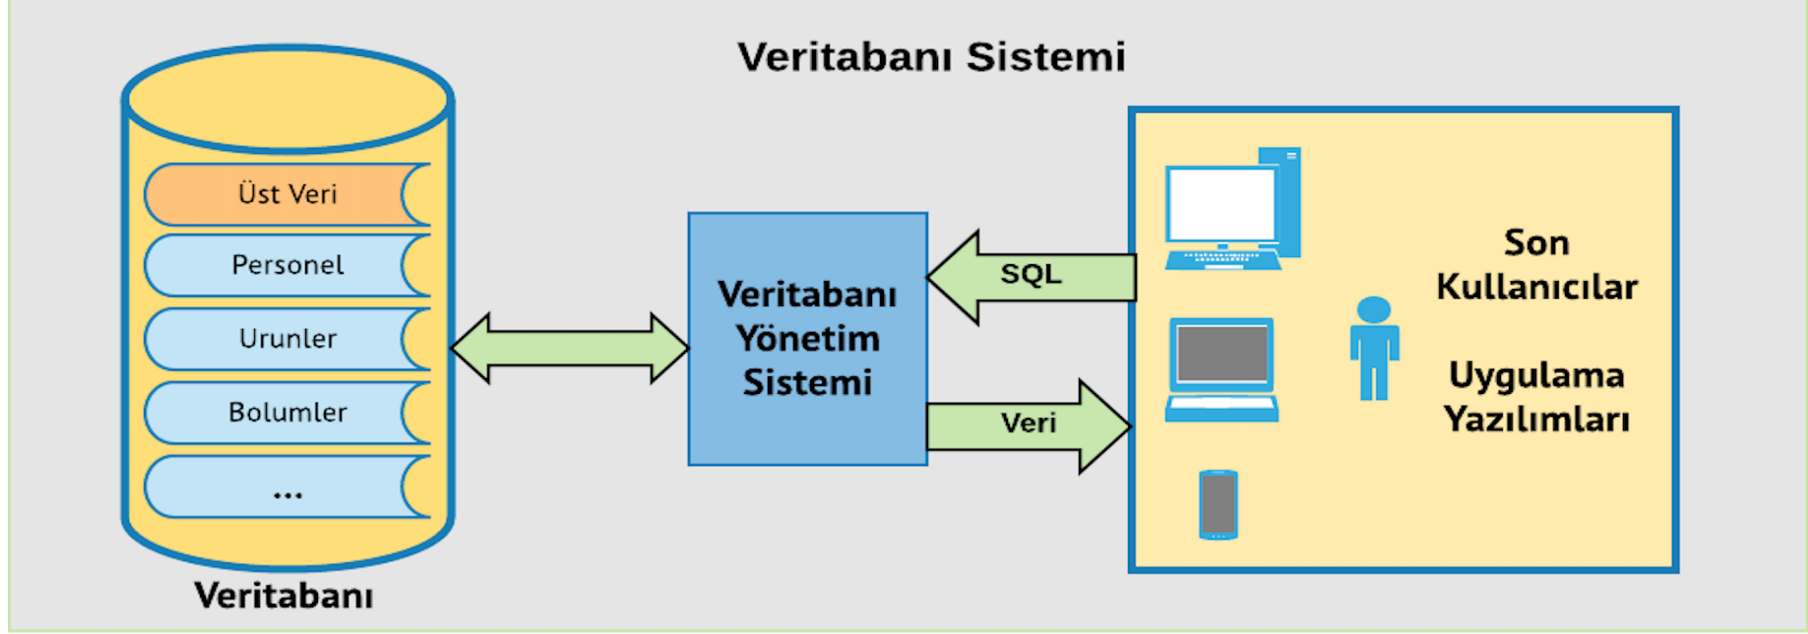 Veritabanı Sistemi
Üst Veri
Personel
Urunler
Bolumler
...
Veritabanı
Veritabanı
Yönetim
Sistemi
SQL
Veri
Son
Kullanıcılar
Uygulama
Yazılımları